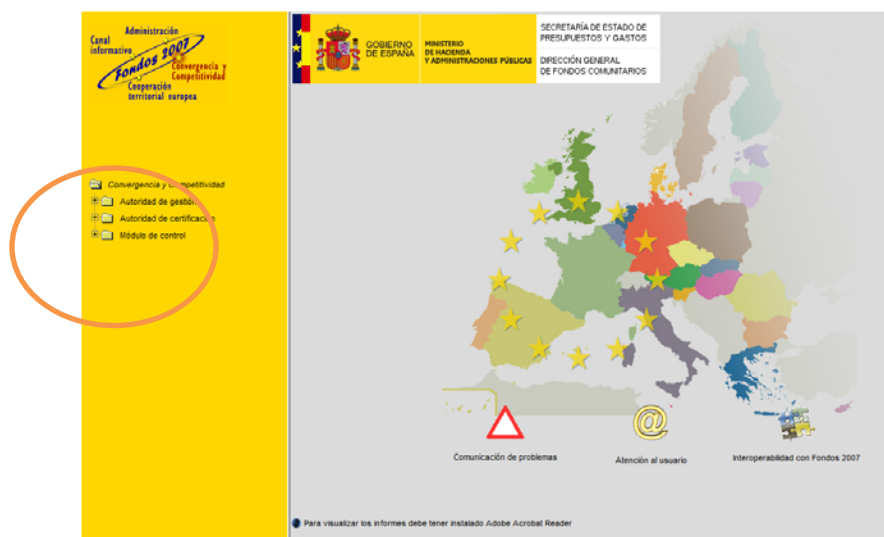 Administración
Canal
informativo
Fondos 2007
Convergencia y
Competitividad
Cooperación
territorial europea
Convergencia y Competitividad
Autoridad de gestión
Autoridad de certificación
Módulo de control
GOBIERNO
DE ESPAÑA
MINISTERIO
DE HACIENDA
Y ADMINISTRACIONES PÚBLICAS
SECRETARÍA DE ESTADO DE
PRESUPUESTOS Y GASTOS
DIRECCIÓN GENERAL
DE FONDOS COMUNITARIOS
@
Comunicación de problemas
Atención al usuario
Interoperabilidad con Fondos 2007
Para visualizar los informes debe tener instalado Adobe Acrobat Reader